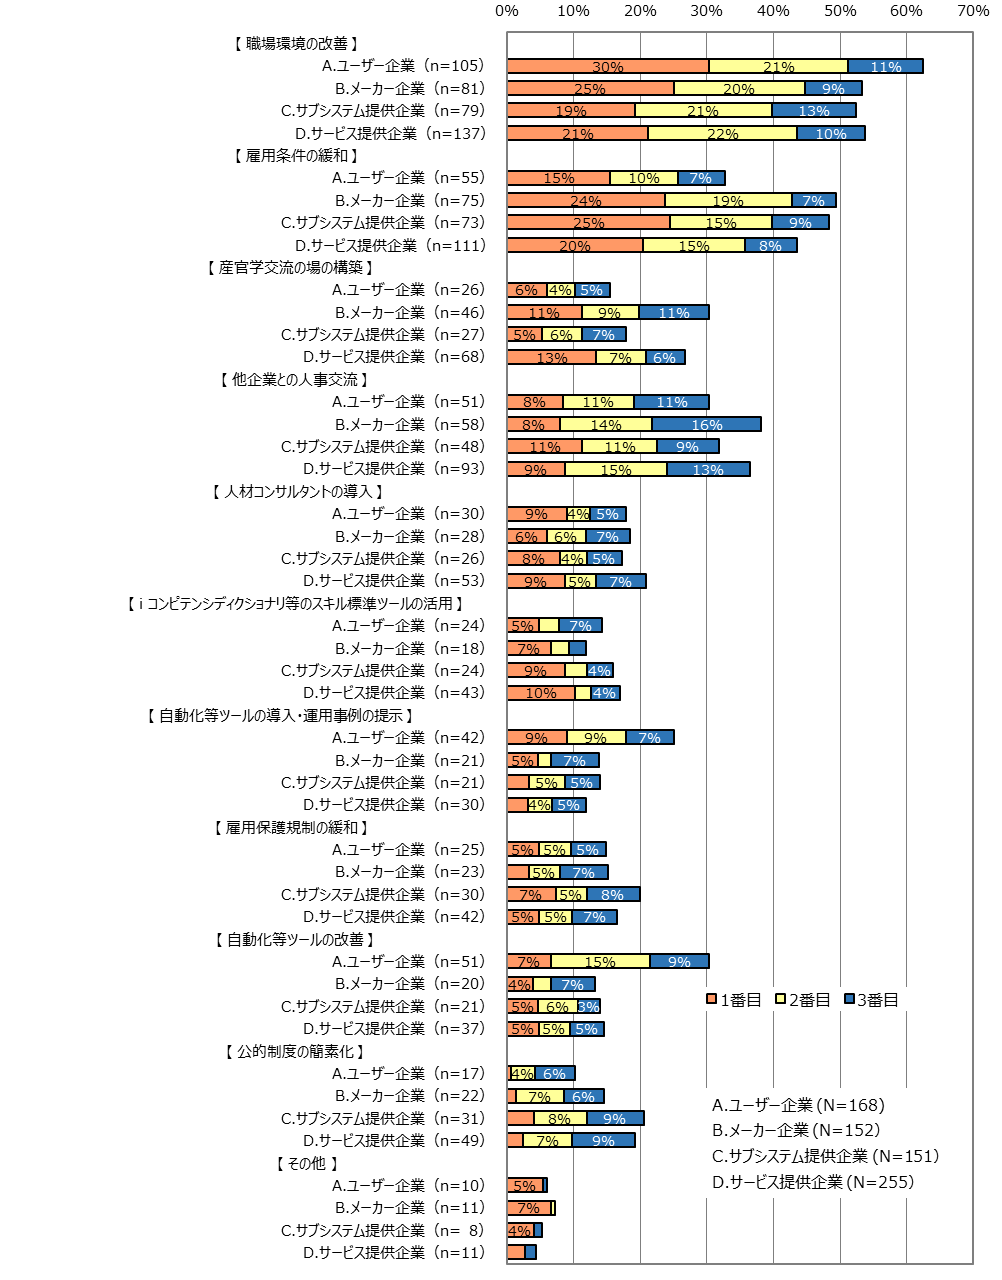 0% 10% 20% 30% 40% 50% 60% 70%
【 職場環境の改善 】
A.ユーザー企業（n=105） 30% 21% 11%
B.メーカー企業（n=81） 25% 20% 9%
C.サブシステム提供企業（n=79） 19% 21% 13%
D.サービス提供企業（n=137） 21% 22% 10%
【 雇用条件の緩和 】
A.ユーザー企業（n=55） 15% 10% 7%
B.メーカー企業（n=75） 24% 19% 7%
C.サブシステム提供企業（n=73） 25% 15% 9%
D.サービス提供企業（n=111） 20% 15% 8%
【 産官学交流の場の構築 】
A.ユーザー企業（n=26） 6% 4% 5%
B.メーカー企業（n=46） 11% 9% 11%
C.サブシステム提供企業（n=27） 5% 6% 7%
D.サービス提供企業（n=68） 13% 7% 6%
【 他企業との人事交流 】
A.ユーザー企業（n=51） 8% 11% 11%
B.メーカー企業（n=58） 8% 14% 16%
C.サブシステム提供企業（n=48） 11% 11% 9%
D.サービス提供企業（n=93） 9% 15% 13%
【 人材コンサルタントの導入 】
A.ユーザー企業（n=30） 9% 4% 5%
B.メーカー企業（n=28） 6% 6% 7%
C.サブシステム提供企業（n=26） 8% 4% 5%
D.サービス提供企業（n=53） 9% 5% 7%
【 i コンピテンシディクショナリ等のスキル標準ツールの活用 】
A.ユーザー企業（n=24） 5% 7%
B.メーカー企業（n=18） 7%
C.サブシステム提供企業（n=24） 9% 4%
D.サービス提供企業（n=43） 10% 4%
【 自動化等ツールの導入・運用事例の提示 】
A.ユーザー企業（n=42） 9% 9% 7%
B.メーカー企業（n=21） 5% 7%
C.サブシステム提供企業（n=21） 5% 5%
D.サービス提供企業（n=30） 4% 5%
【 雇用保護規制の緩和 】
A.ユーザー企業（n=25） 5% 5% 5%
B.メーカー企業（n=23） 5% 7%
C.サブシステム提供企業（n=30） 7% 5% 8%
D.サービス提供企業（n=42） 5% 5% 7%
【 自動化等ツールの改善 】
A.ユーザー企業（n=51） 7% 15% 9%
B.メーカー企業（n=20） 4% 7%
C.サブシステム提供企業（n=21） 5% 6% 3%
D.サービス提供企業（n=37） 5% 5% 5%
1番目 2番目 3番目
【 公的制度の簡素化 】
A.ユーザー企業（n=17） 4% 6%
B.メーカー企業（n=22） 7% 6%
C.サブシステム提供企業（n=31） 8% 9%
D.サービス提供企業（n=49） 7% 9%
【 その他 】
A.ユーザー企業（n=10） 5%
B.メーカー企業（n=11） 7%
C.サブシステム提供企業（n= 8） 4%
D.サービス提供企業（n=11）
A.ユーザー企業 (N=168)
B.メーカー企業 (N=152）
C.サブシステム提供企業 (N=151）
D.サービス提供企業 (N=255）